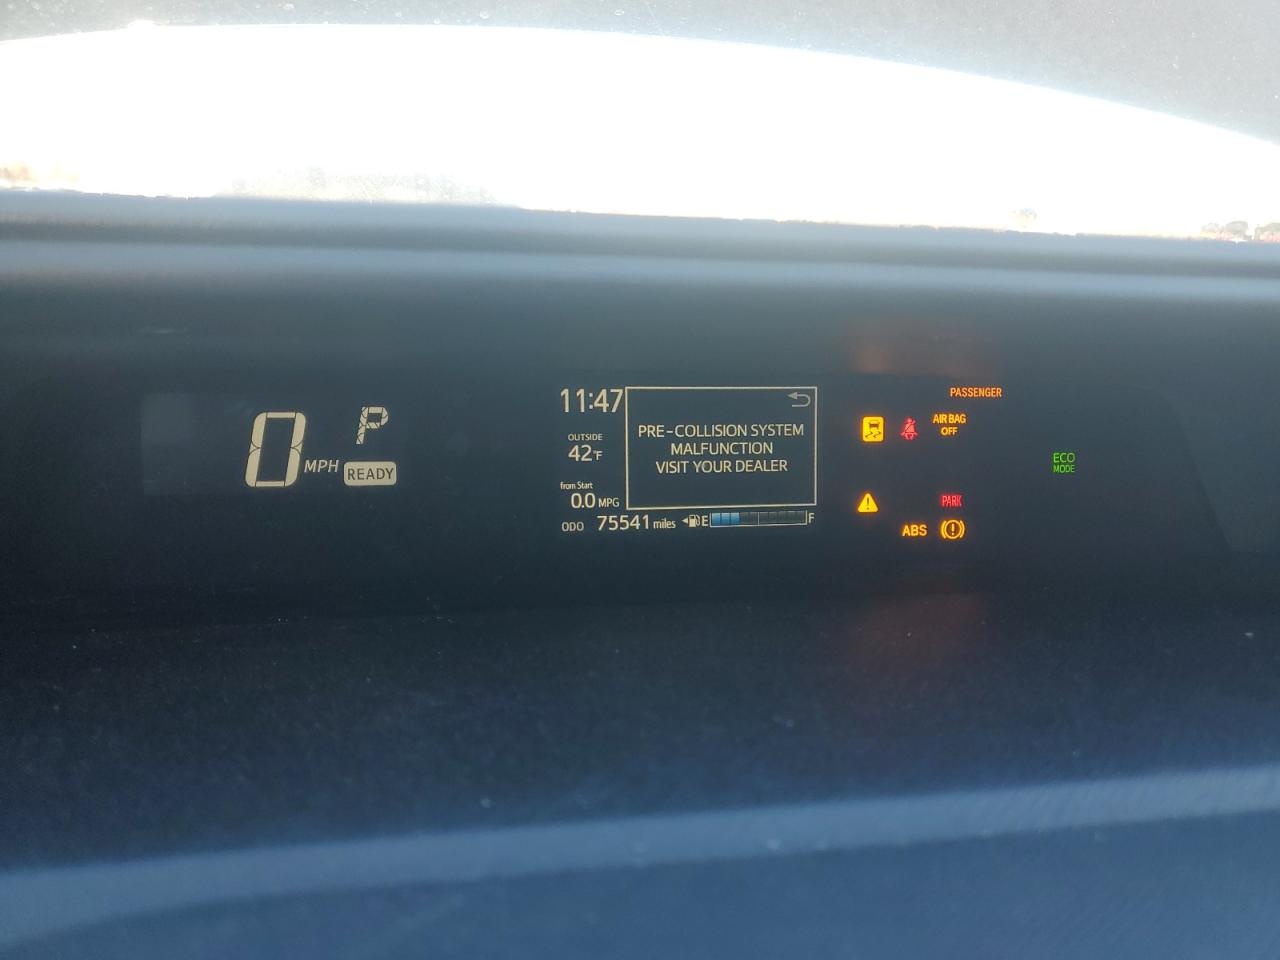 0 MPH
P
READY
11:47
OUTSIDE
42°F
from Start
0.0 MPG
ODO 75541 miles
E F
PRE-COLLISION SYSTEM
MALFUNCTION
VISIT YOUR DEALER
PASSENGER
AIR BAG
OFF
ECO
MODE
PARK
ABS